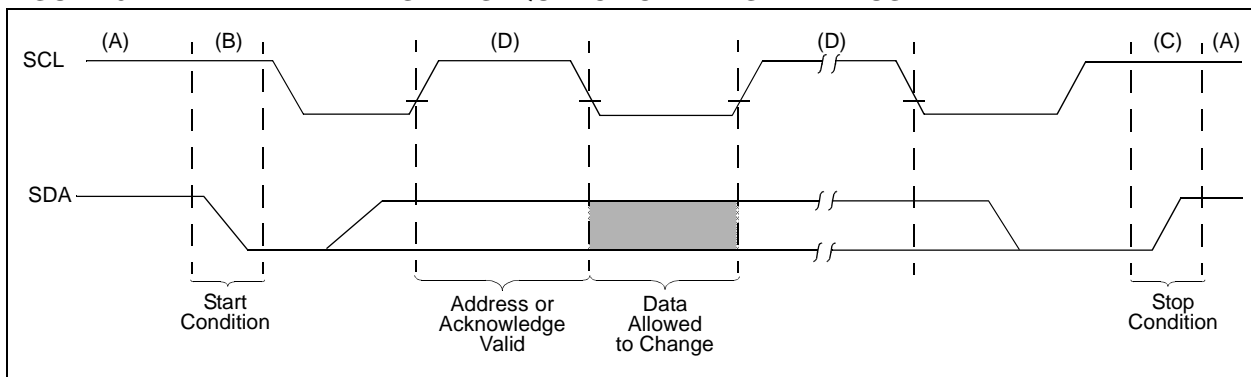 (A) (B) (D) (D) (C) (A)
SCL
SDA
Start
Condition
Address or
Acknowledge
Valid
Data
Allowed
to Change
Stop
Condition